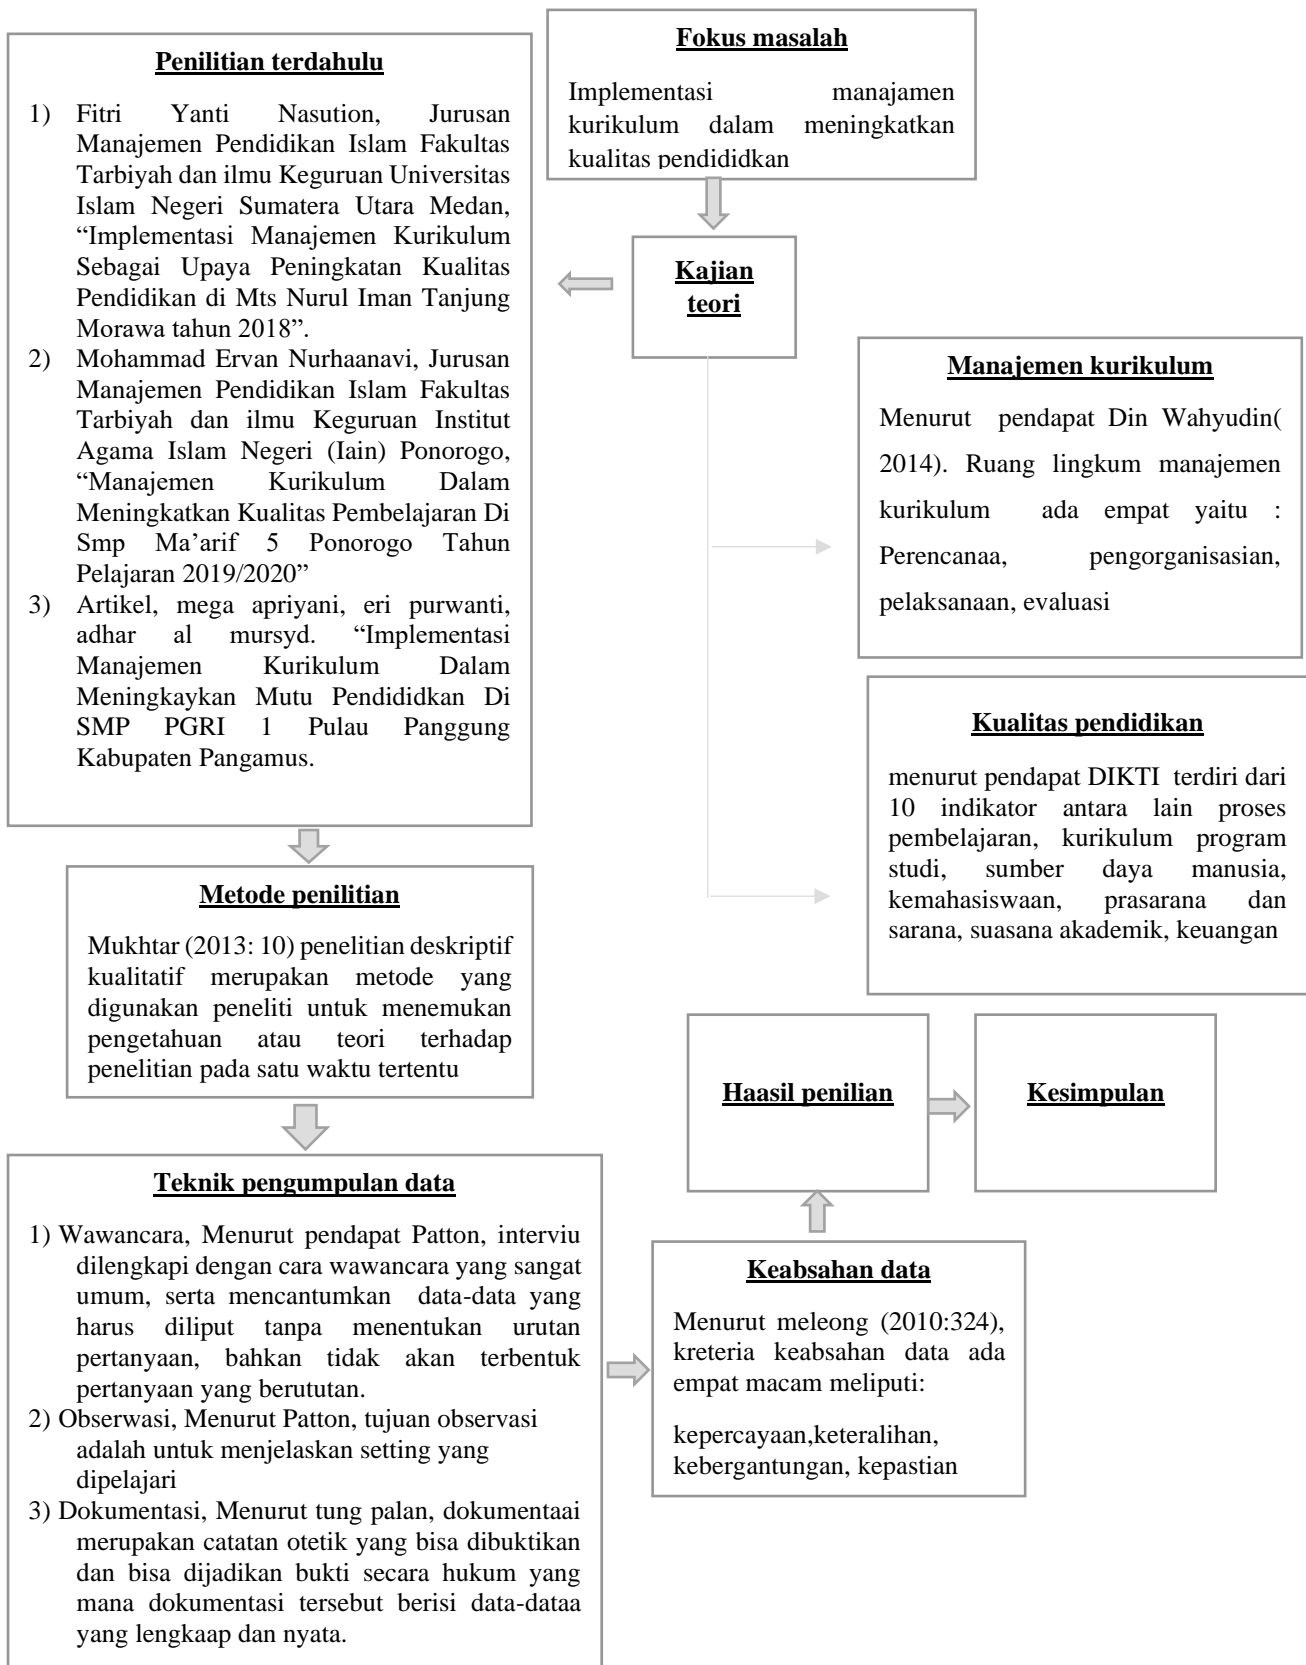 Fokus masalah
Implementasi manajamen
kurikulum dalam meningkatkan
kualitas pendididkan
Penilitian terdahulu
1) Fitri Yanti Nasution, Jurusan
Manajemen Pendidikan Islam Fakultas
Tarbiyah dan ilmu Keguruan Universitas
Islam Negeri Sumatera Utara Medan,
“Implementasi Manajemen Kurikulum
Sebagai Upaya Peningkatan Kualitas
Pendidikan di Mts Nurul Iman Tanjung
Morawa tahun 2018”.
2) Mohammad Ervan Nurhaanavi, Jurusan
Manajemen Pendidikan Islam Fakultas
Tarbiyah dan ilmu Keguruan Institut
Agama Islam Negeri (Iain) Ponorogo,
“Manajemen Kurikulum Dalam
Meningkatkan Kualitas Pembelajaran Di
Smp Ma’arif 5 Ponorogo Tahun
Pelajaran 2019/2020”
3) Artikel, mega apriyani, eri purwanti,
adhar al mursyd. “Implementasi
Manajemen Kurikulum Dalam
Meningkaykan Mutu Pendididkan Di
SMP PGRI 1 Pulau Panggung
Kabupaten Pangamus.
Kajian
teori
Manajemen kurikulum
Menurut pendapat Din Wahyudin(
2014). Ruang lingkum manajemen
kurikulum ada empat yaitu :
Perencanaa, pengorganisasian,
pelaksanaan, evaluasi
Kualitas pendidikan
menurut pendapat DIKTI terdiri dari
10 indikator antara lain proses
pembelajaran, kurikulum program
studi, sumber daya manusia,
kemahasiswaan, prasarana dan
sarana, suasana akademik, keuangan
Metode penilitian
Mukhtar (2013: 10) penelitian deskriptif
kualitatif merupakan metode yang
digunakan peneliti untuk menemukan
pengetahuan atau teori terhadap
penelitian pada satu waktu tertentu
Teknik pengumpulan data
1) Wawancara, Menurut pendapat Patton, interviu
dilengkapi dengan cara wawancara yang sangat
umum, serta mencantumkan data-data yang
harus diliput tanpa menentukan urutan
pertanyaan, bahkan tidak akan terbentuk
pertanyaan yang berututan.
2) Obserwasi, Menurut Patton, tujuan observasi
adalah untuk menjelaskan setting yang
dipelajari
3) Dokumentasi, Menurut tung palan, dokumentaai
merupakan catatan otetik yang bisa dibuktikan
dan bisa dijadikan bukti secara hukum yang
mana dokumentasi tersebut berisi data-dataa
yang lengkaap dan nyata.
Keabsahan data
Menurut meleong (2010:324),
kreteria keabsahan data ada
empat macam meliputi:
kepercayaan,keteralihan,
kebergantungan, kepastian
Haasil penilian
Kesimpulan